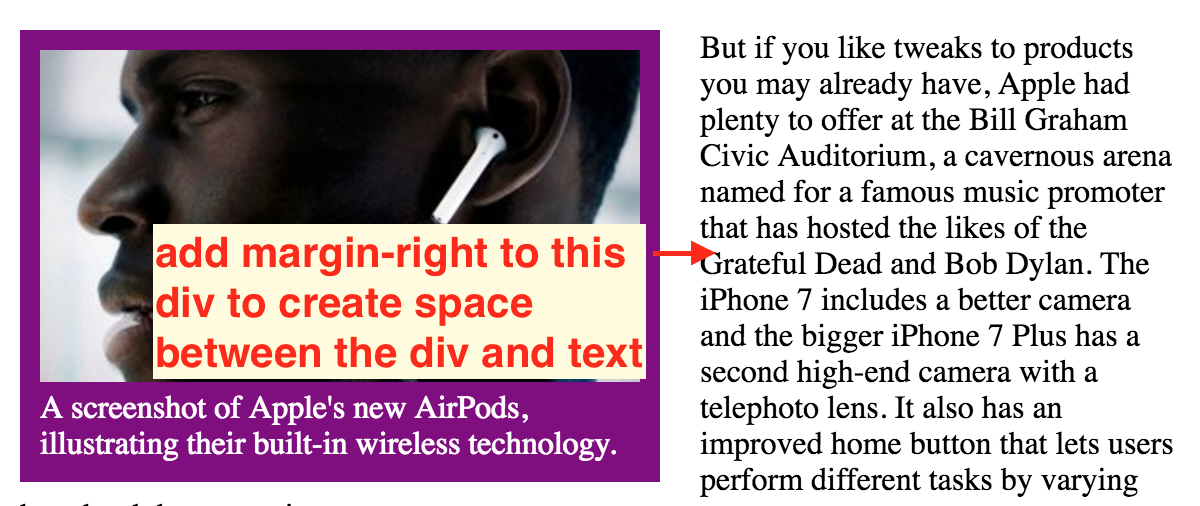 But if you like tweaks to products
you may already have, Apple had
plenty to offer at the Bill Graham
Civic Auditorium, a cavernous arena
named for a famous music promoter
that has hosted the likes of the
Grateful Dead and Bob Dylan. The
iPhone 7 includes a better camera
and the bigger iPhone 7 Plus has a
second high-end camera with a
telephoto lens. It also has an
improved home button that lets users
perform different tasks by varying
add margin-right to this
div to create space
between the div and text
A screenshot of Apple's new AirPods,
illustrating their built-in wireless technology.